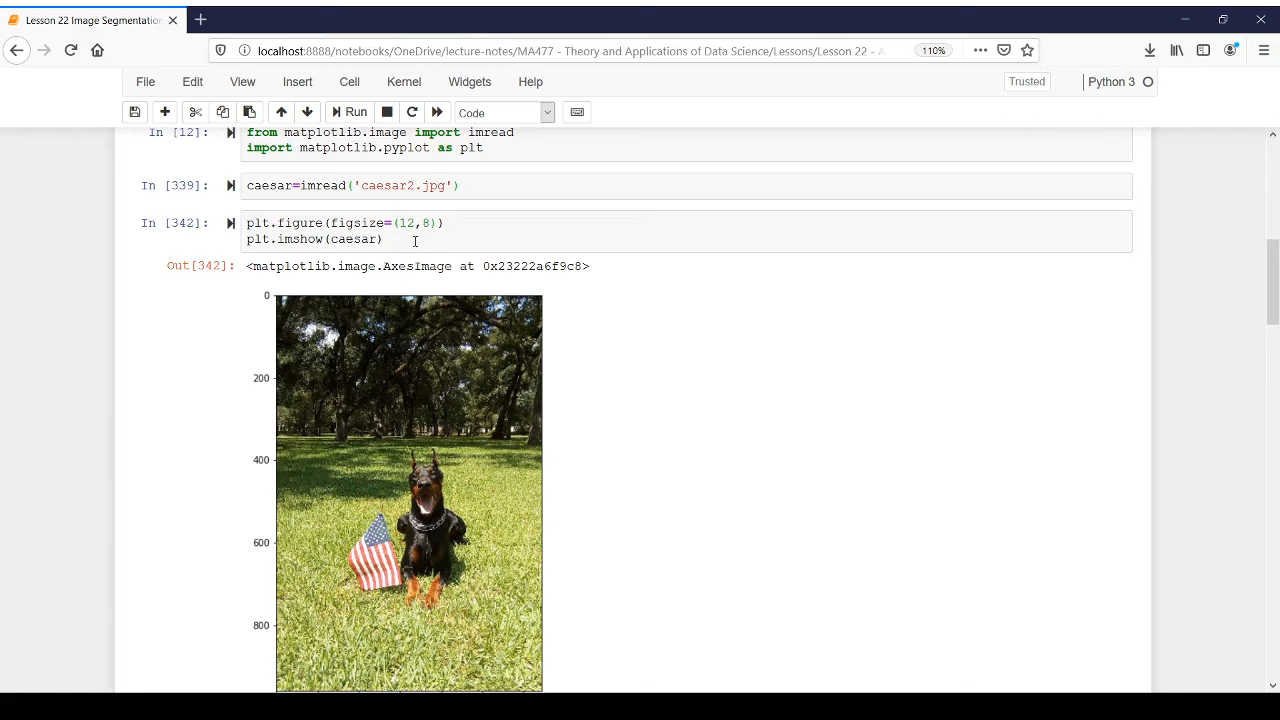 Lesson 22 Image Segmentation
localhost:8888/notebooks/OneDrive/lecture-notes/MA477 - Theory and Applications of Data Science/Lessons/Lesson 22 - 
110%
File Edit View Insert Cell Kernel Widgets Help
Trusted
Python 3
Run
Code
In [12]:
from matplotlib.image import imread
import matplotlib.pyplot as plt
In [339]:
caesar=imread('caesar2.jpg')
In [342]:
plt.figure(figsize=(12,8))
plt.imshow(caesar)
Out[342]:
<matplotlib.image.AxesImage at 0x23222a6f9c8>
0
200
400
600
800